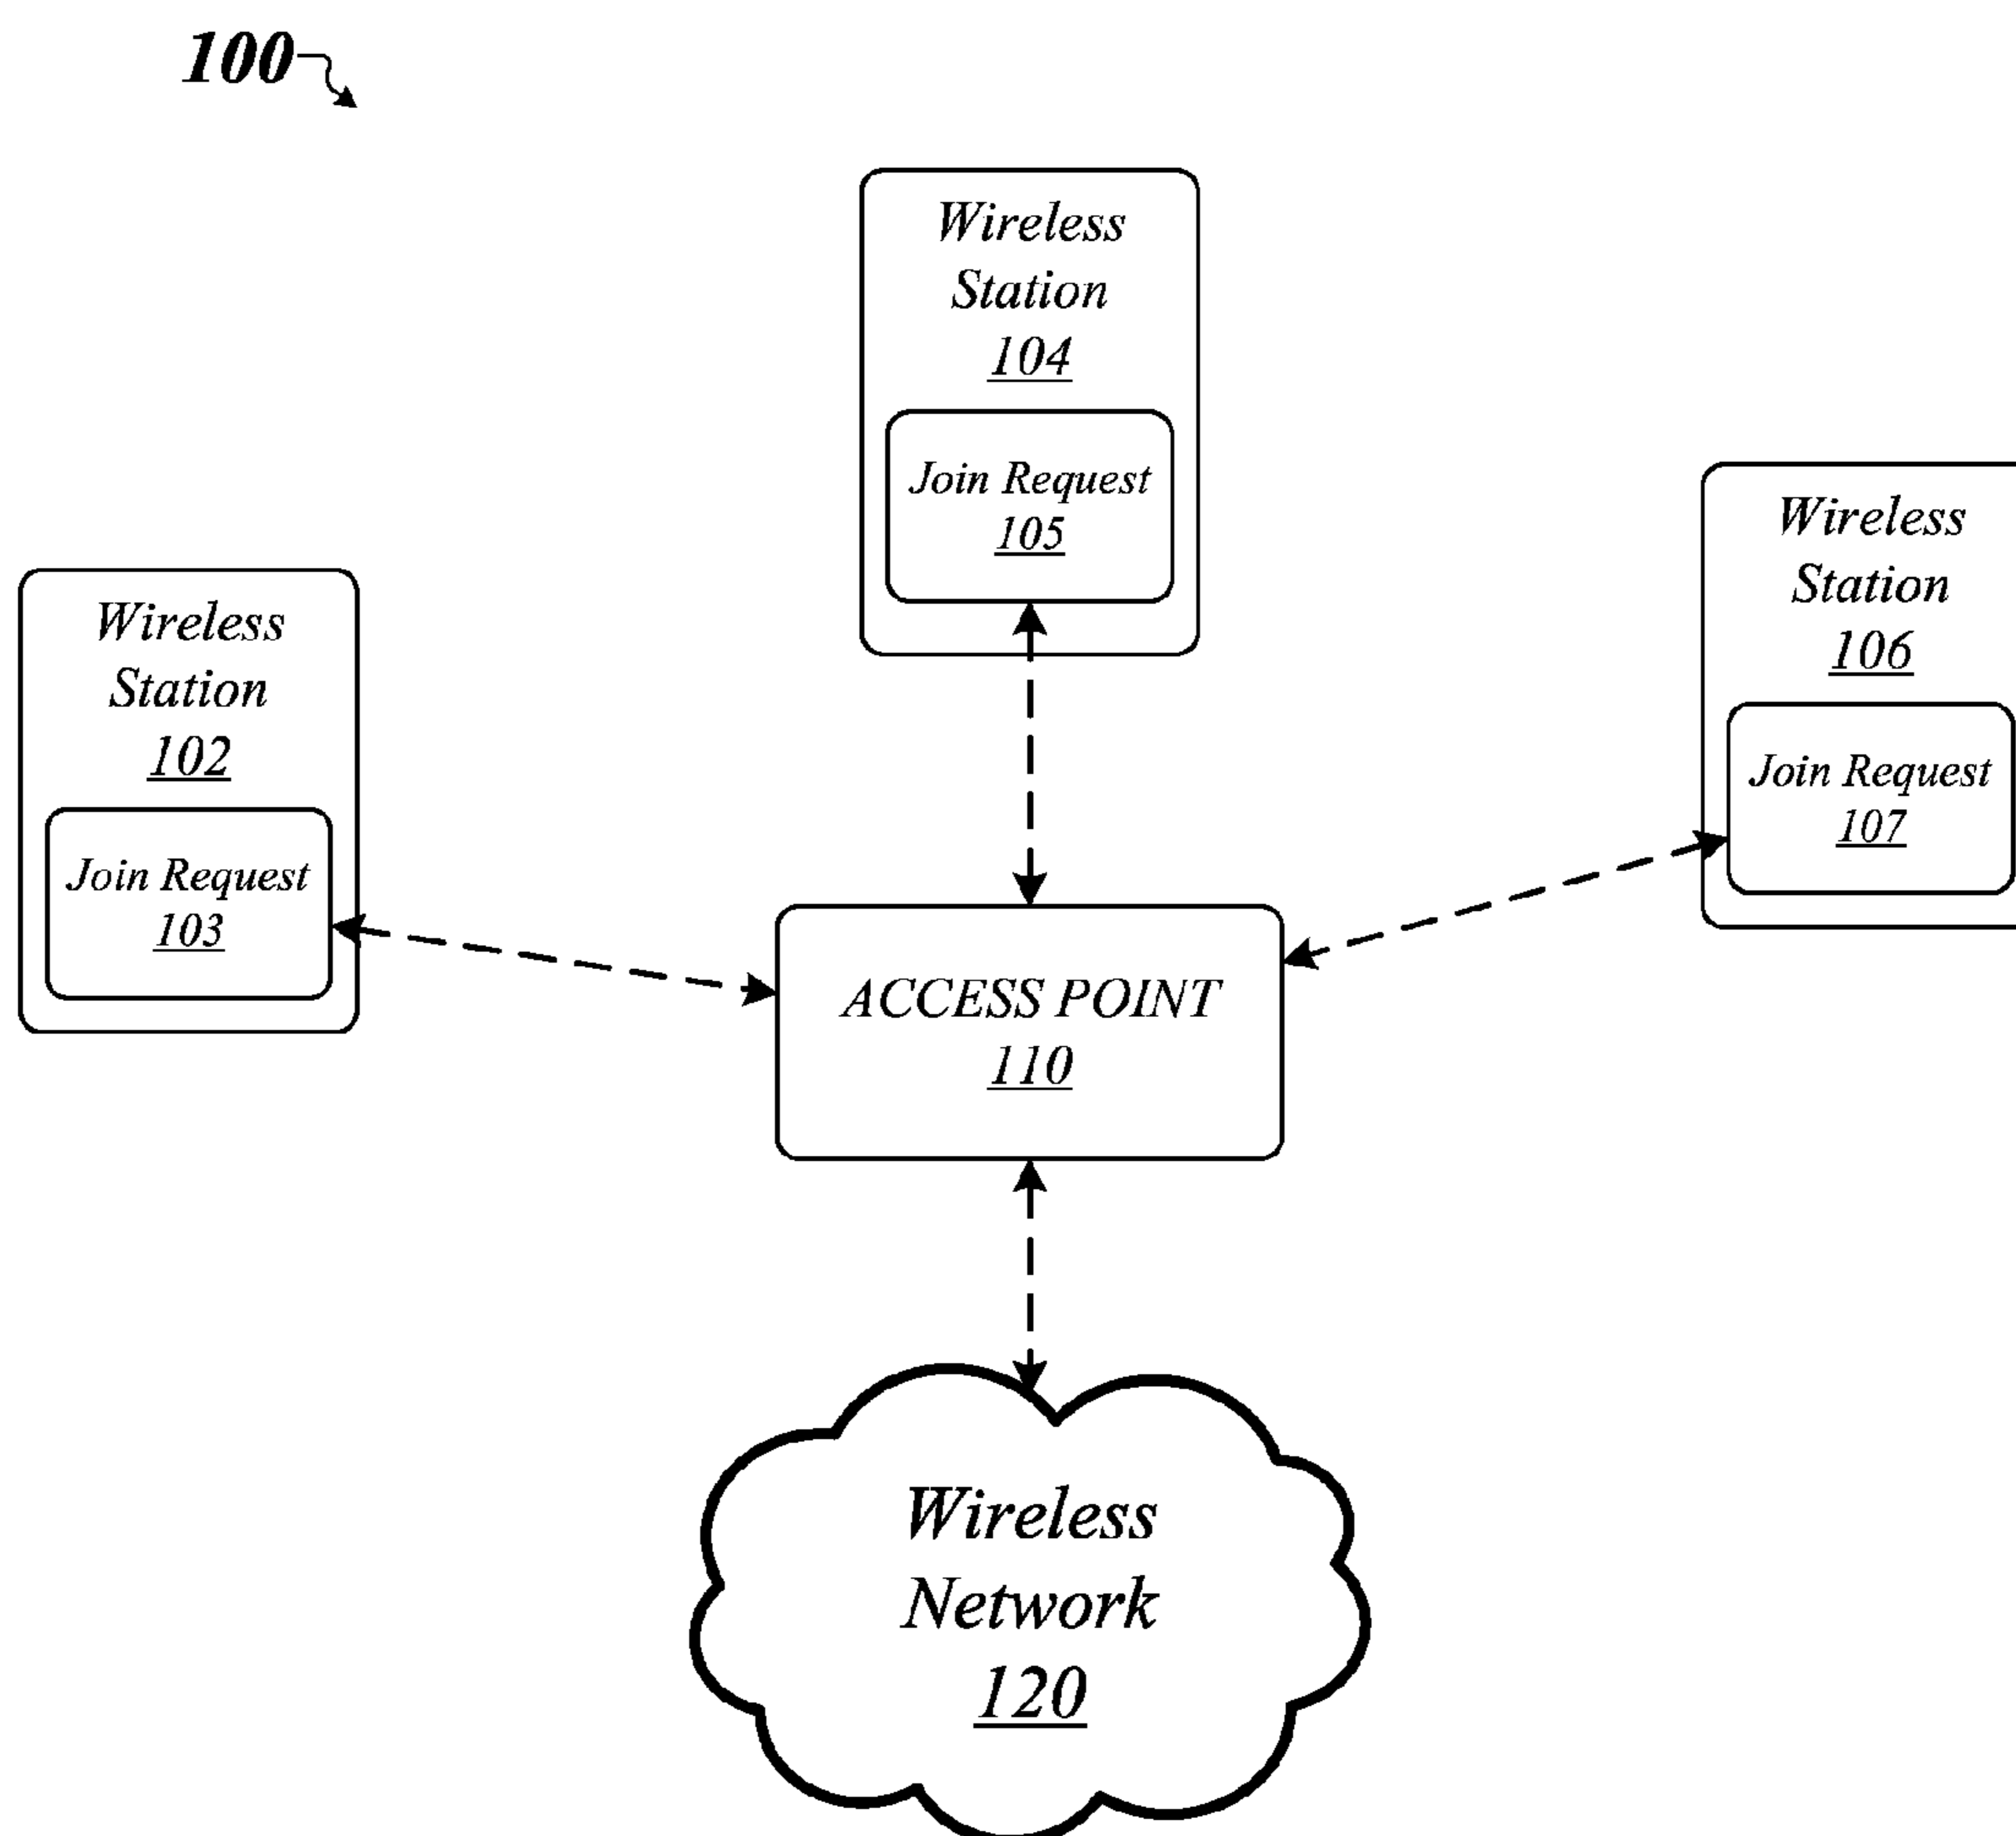 100
Wireless
Station
104
Join Request
105
Wireless
Station
106
Join Request
107
Wireless
Station
102
Join Request
103
ACCESS POINT
110
Wireless
Network
120